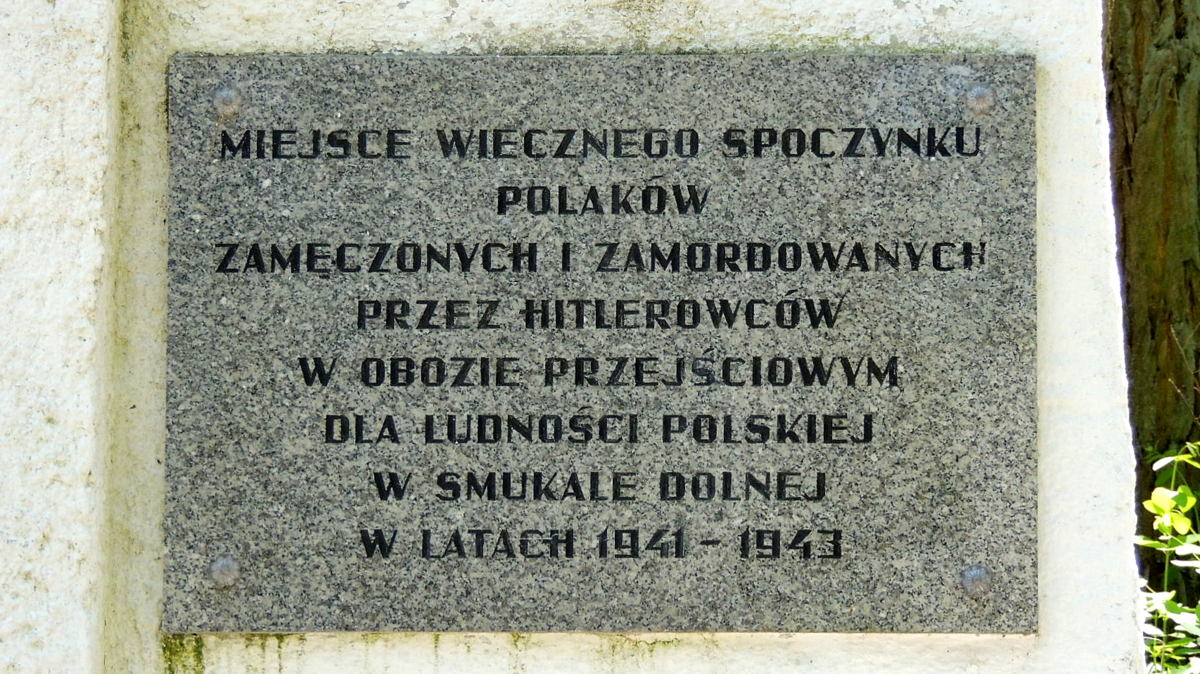 MIEJSCE WIECZNEGO SPOCZYNKU
POLAKÓW
ZAMĘCZONYCH I ZAMORDOWANYCH
PRZEZ HITLEROWCÓW
W OBOZIE PRZEJŚCIOWYM
DLA LUDNOŚCI POLSKIEJ
W SMUKALE DOLNEJ
W LATACH 1941 – 1943